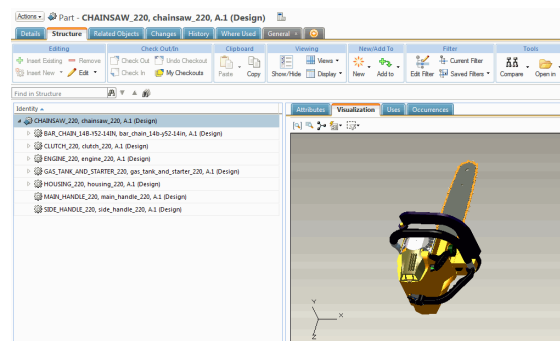 Actions Part - CHAINSAW_220, chainsaw_220, A.1 (Design)
Details Structure Related Objects Changes History Where Used General
Editing Check Out/In Clipboard Viewing New/Add To Filter Tools
Insert Existing Remove Check Out Undo Checkout Views Current Filter
Insert New Edit Check In My Checkouts Paste Copy Show/Hide Display New Add to Edit Filter Saved Filters Compare Open in
Find in Structure
Identity
CHAINSAW_220, chainsaw_220, A.1 (Design)
BAR_CHAIN_14B-Y52-14IN, bar_chain_14b-y52-14in, A.1 (Design)
CLUTCH_220, clutch_220, A.1 (Design)
ENGINE_220, engine_220, A.1 (Design)
GAS_TANK_AND_STARTER_220, gas_tank_and_starter_220, A.1 (Design)
HOUSING_220, housing_220, A.1 (Design)
MAIN_HANDLE_220, main_handle_220, A.1 (Design)
SIDE_HANDLE_220, side_handle_220, A.1 (Design)
Attributes Visualization Uses Occurrences
Y
X
Z